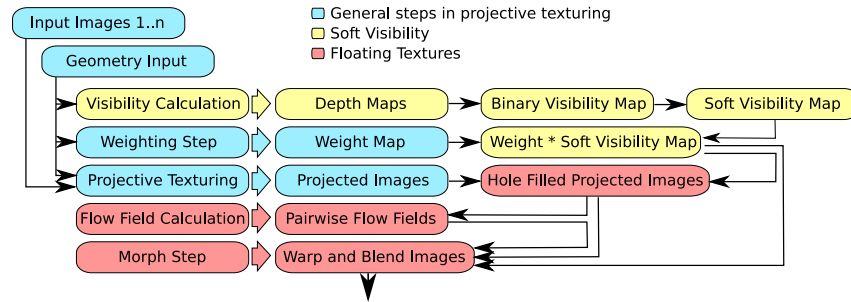 Input Images 1..n
General steps in projective texturing
Soft Visibility
Floating Textures
Geometry Input
Visibility Calculation
Depth Maps
Binary Visibility Map
Soft Visibility Map
Weighting Step
Weight Map
Weight * Soft Visibility Map
Projective Texturing
Projected Images
Hole Filled Projected Images
Flow Field Calculation
Pairwise Flow Fields
Morph Step
Warp and Blend Images